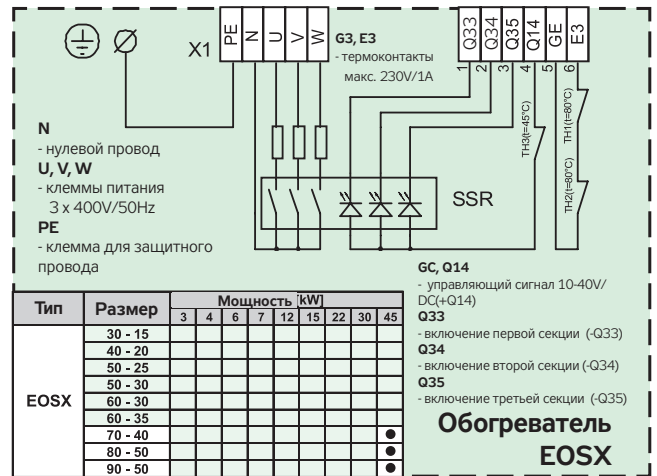 X1
PE N U V W
G3, E3
- термоконтакты
макс. 230V/1A
Q33 Q34 Q35 Q14 GE E3
1 2 3 4 5 6
TH3(t=45°C)
TH1(t=80°C)
TH2(t=80°C)
SSR
N
- нулевой провод
U, V, W
- клеммы питания
3 x 400V/50Hz
PE
- клемма для защитного
провода
GC, Q14
- управляющий сигнал 10-40V/
DC(+Q14)
Q33
- включение первой секции (-Q33)
Q34
- включение второй секции (-Q34)
Q35
- включение третьей секции (-Q35)
Обогреватель
EOSX
Тип Размер Мощность [kW]
3 4 6 7 12 15 22 30 45
EOSX
30 - 15
40 - 20
50 - 25
50 - 30
60 - 30
60 - 35
70 - 40 ●
80 - 50 ●
90 - 50 ●